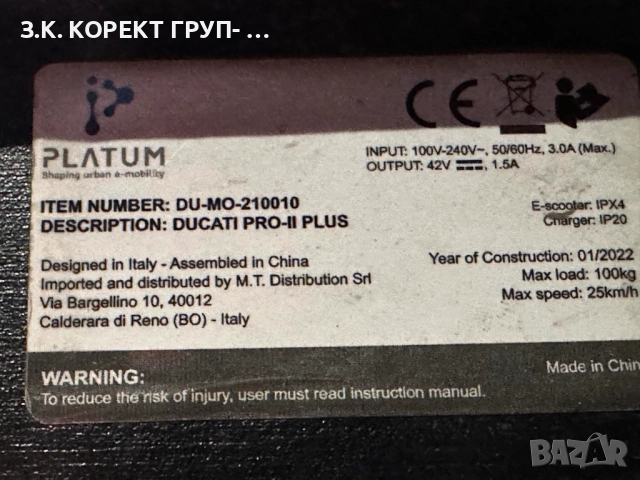 З.К. КОРЕКТ ГРУП- ...
CE
PLATUM
Shaping urban e-mobility
INPUT: 100V-240V~, 50/60Hz, 3.0A (Max.)
OUTPUT: 42V ⎓, 1.5A
ITEM NUMBER: DU-MO-210010
DESCRIPTION: DUCATI PRO-II PLUS
E-scooter: IPX4
Charger: IP20
Designed in Italy - Assembled in China
Imported and distributed by M.T. Distribution Srl
Via Bargellino 10, 40012
Calderara di Reno (BO) - Italy
Year of Construction: 01/2022
Max load: 100kg
Max speed: 25km/h
Made in Chin
WARNING:
To reduce the risk of injury, user must read instruction manual.
BAZAR